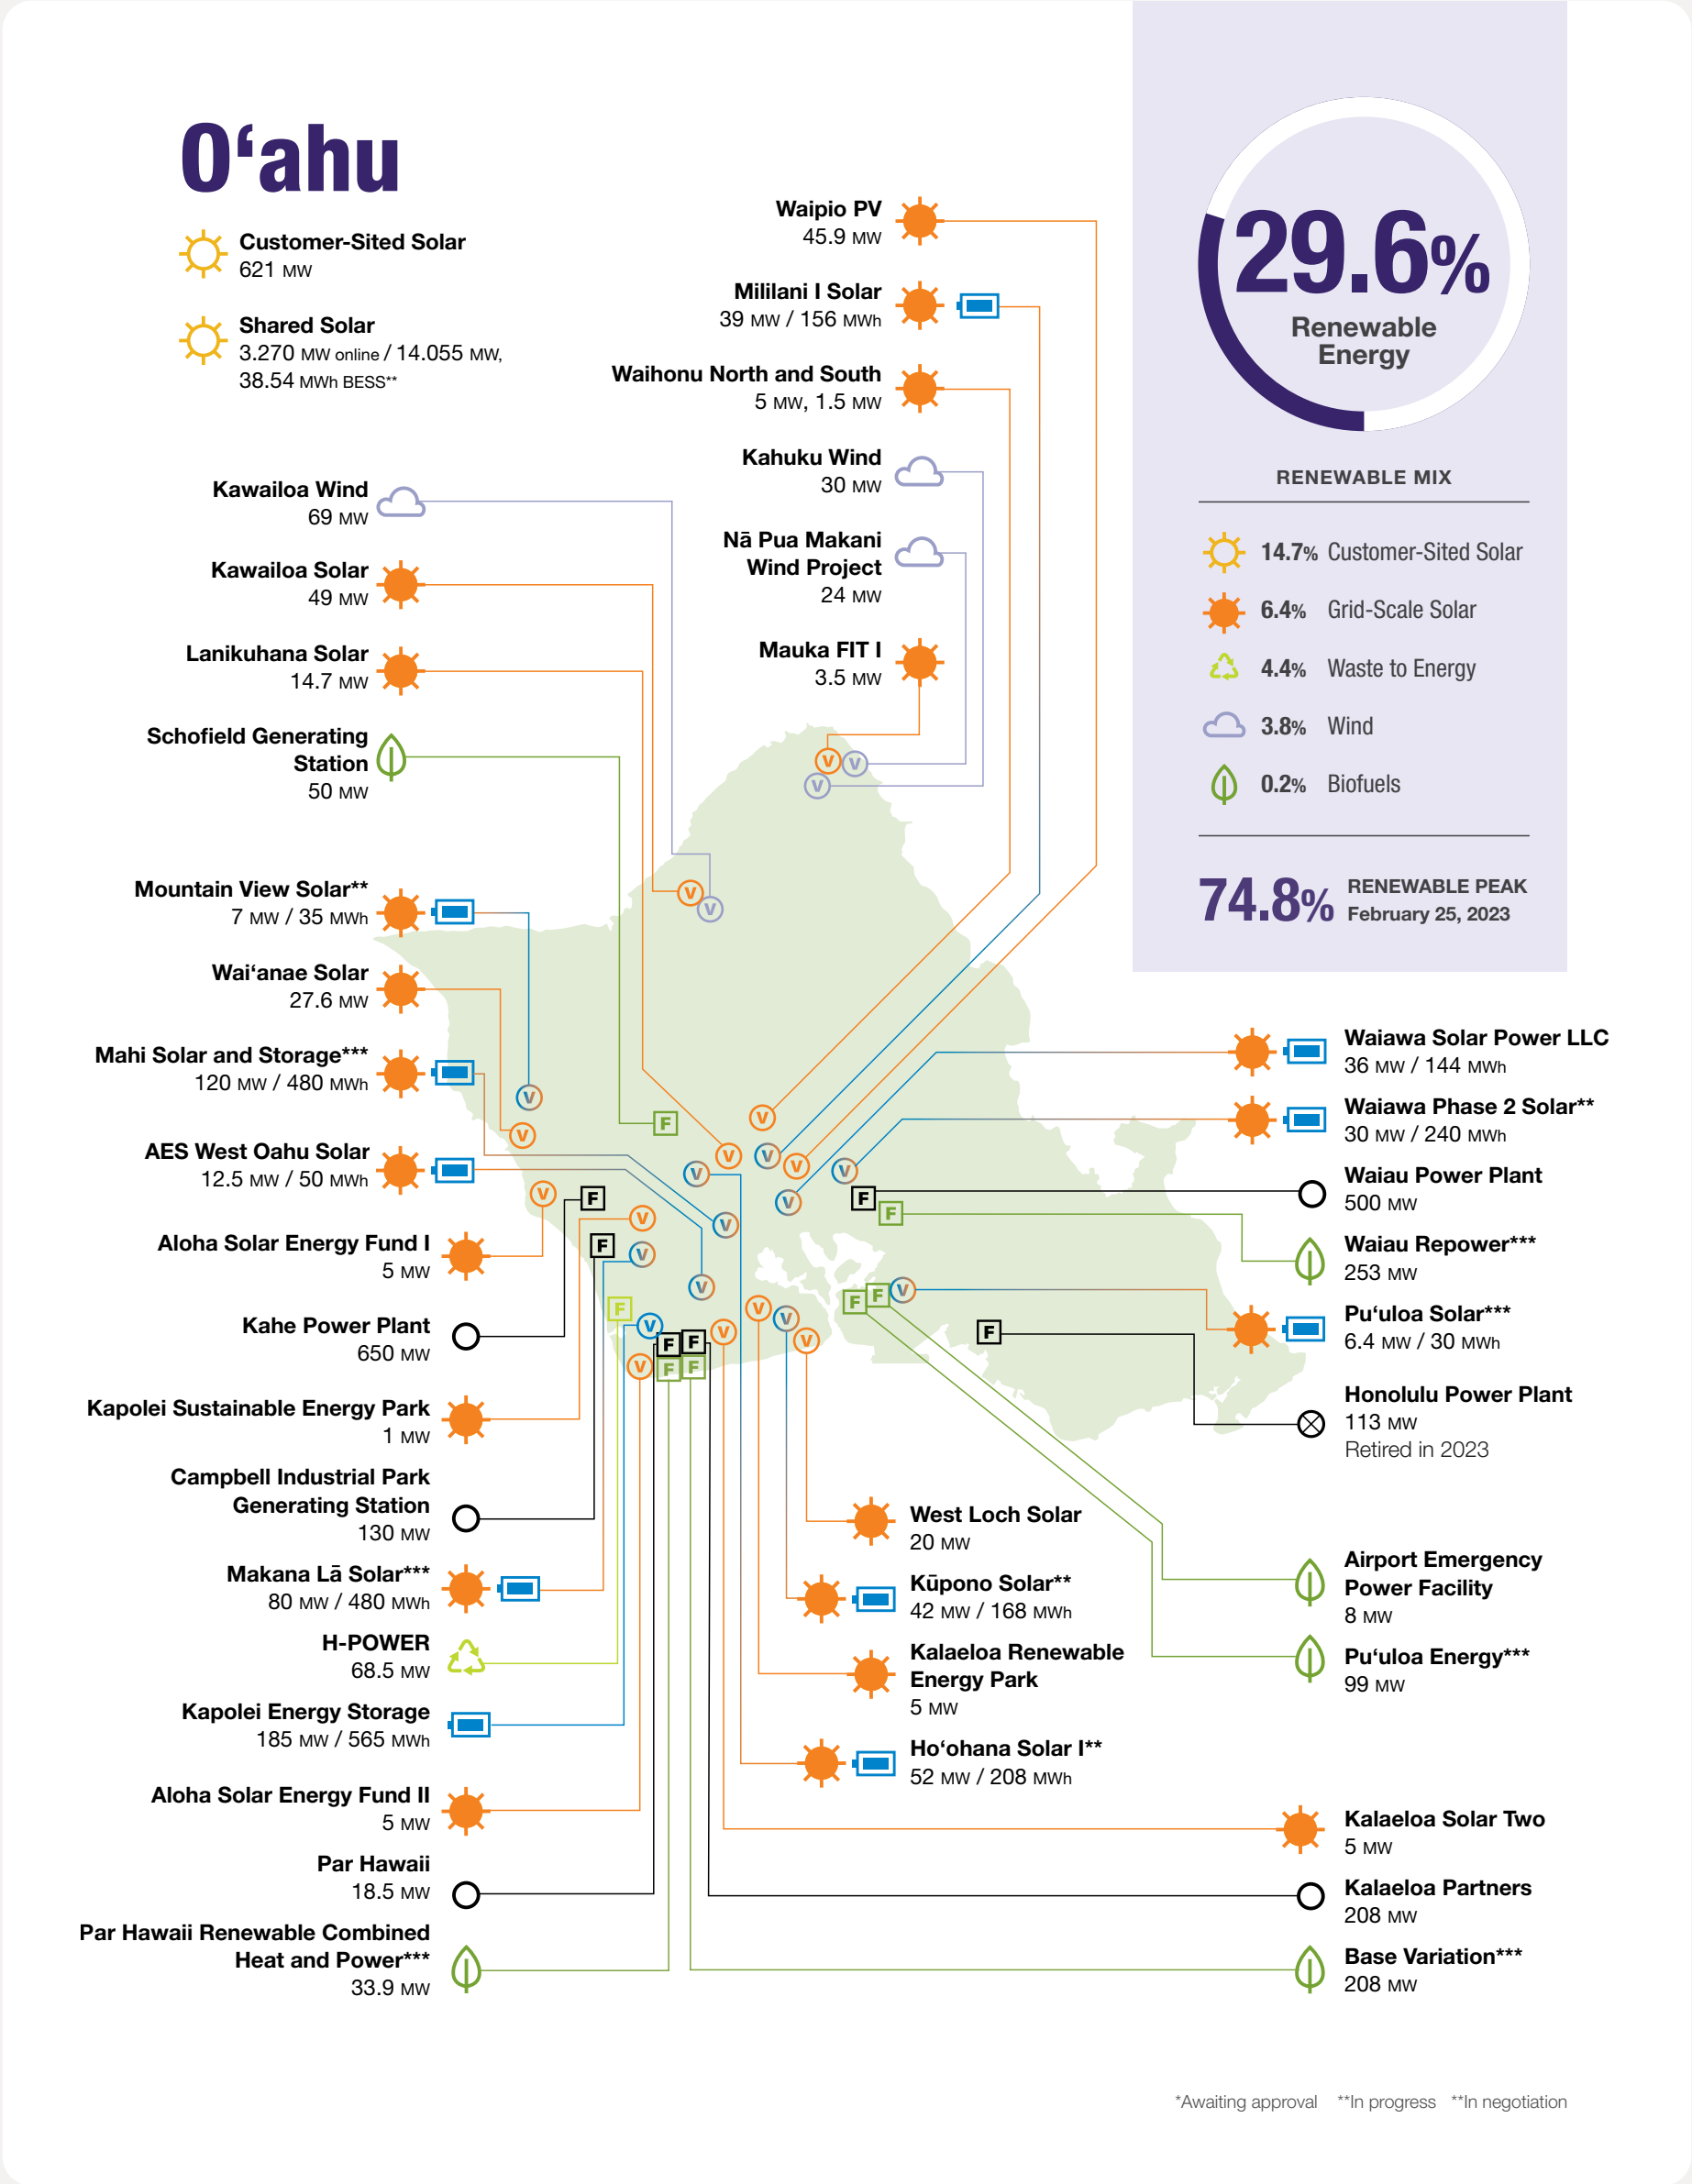 Oʻahu
Customer-Sited Solar
621 MW
Shared Solar
3.270 MW online / 14.055 MW,
38.54 MWh BESS**
Kawailoa Wind
69 MW
Kawailoa Solar
49 MW
Lanikuhana Solar
14.7 MW
Schofield Generating
Station
50 MW
Mountain View Solar**
7 MW / 35 MWh
Waiʻanae Solar
27.6 MW
Mahi Solar and Storage***
120 MW / 480 MWh
AES West Oahu Solar
12.5 MW / 50 MWh
Aloha Solar Energy Fund I
5 MW
Kahe Power Plant
650 MW
Kapolei Sustainable Energy Park
1 MW
Campbell Industrial Park
Generating Station
130 MW
Makana Lā Solar***
80 MW / 480 MWh
H-POWER
68.5 MW
Kapolei Energy Storage
185 MW / 565 MWh
Aloha Solar Energy Fund II
5 MW
Par Hawaii
18.5 MW
Par Hawaii Renewable Combined
Heat and Power***
33.9 MW
Waipio PV
45.9 MW
Mililani I Solar
39 MW / 156 MWh
Waihonu North and South
5 MW, 1.5 MW
Kahuku Wind
30 MW
Nā Pua Makani
Wind Project
24 MW
Mauka FIT I
3.5 MW
V V
V
V
V
V
V
F
V
V
V
V
V
V
V
V
F
V
V
F
F
V
F
V
V
F
V
F
F
V
F
V
V
V
V
F
F
V
F
F
West Loch Solar
20 MW
Kūpono Solar**
42 MW / 168 MWh
Kalaeloa Renewable
Energy Park
5 MW
Hoʻohana Solar I**
52 MW / 208 MWh
29.6%
Renewable
Energy
RENEWABLE MIX
14.7% Customer-Sited Solar
6.4% Grid-Scale Solar
4.4% Waste to Energy
3.8% Wind
0.2% Biofuels
74.8% RENEWABLE PEAK
February 25, 2023
Waiawa Solar Power LLC
36 MW / 144 MWh
Waiawa Phase 2 Solar**
30 MW / 240 MWh
Waiau Power Plant
500 MW
Waiau Repower***
253 MW
Puʻuloa Solar***
6.4 MW / 30 MWh
Honolulu Power Plant
113 MW
Retired in 2023
Airport Emergency
Power Facility
8 MW
Puʻuloa Energy***
99 MW
Kalaeloa Solar Two
5 MW
Kalaeloa Partners
208 MW
Base Variation***
208 MW
*Awaiting approval **In progress **In negotiation